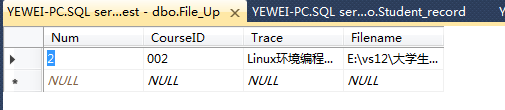 YEWEI-PC.SQL ser...est - dbo.File_Up YEWEI-PC.SQL ser...o.Student_record
Num CourseID Trace Filename
2 002 Linux环境编程... E:\vs12\大学生...
NULL NULL NULL NULL